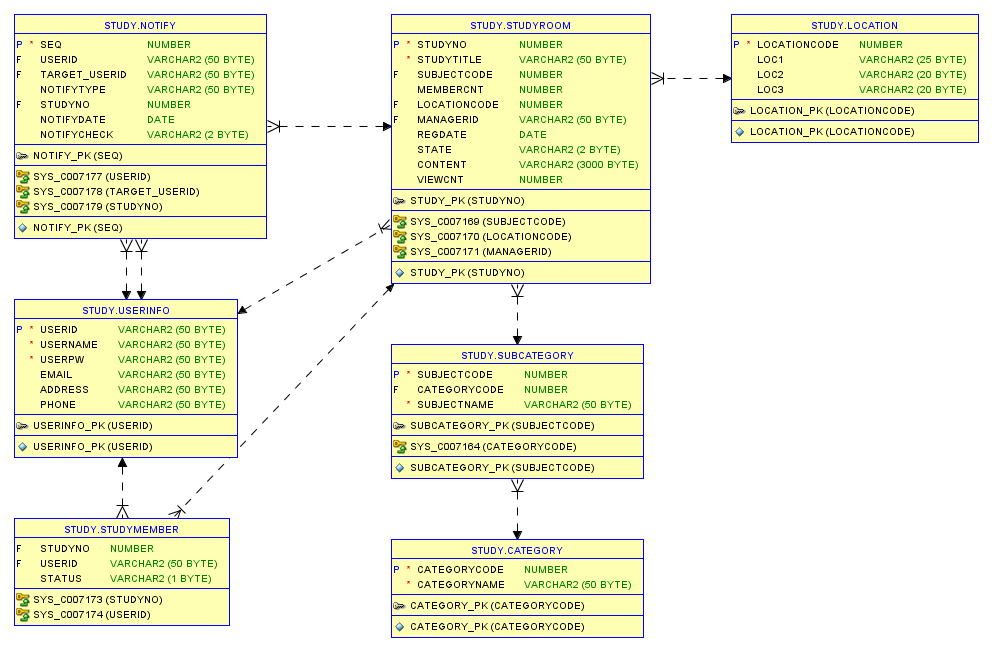 STUDY.NOTIFY
P * SEQ NUMBER
F USERID VARCHAR2 (50 BYTE)
F TARGET_USERID VARCHAR2 (50 BYTE)
NOTIFYTYPE VARCHAR2 (50 BYTE)
F STUDYNO NUMBER
NOTIFYDATE DATE
NOTIFYCHECK VARCHAR2 (2 BYTE)
NOTIFY_PK (SEQ)
SYS_C007177 (USERID)
SYS_C007178 (TARGET_USERID)
SYS_C007179 (STUDYNO)
NOTIFY_PK (SEQ)
STUDY.STUDYROOM
P * STUDYNO NUMBER
* STUDYTITLE VARCHAR2 (50 BYTE)
F SUBJECTCODE NUMBER
MEMBERCNT NUMBER
F LOCATIONCODE NUMBER
F MANAGERID VARCHAR2 (50 BYTE)
REGDATE DATE
STATE VARCHAR2 (2 BYTE)
CONTENT VARCHAR2 (3000 BYTE)
VIEWCNT NUMBER
STUDY_PK (STUDYNO)
SYS_C007169 (SUBJECTCODE)
SYS_C007170 (LOCATIONCODE)
SYS_C007171 (MANAGERID)
STUDY_PK (STUDYNO)
STUDY.LOCATION
P * LOCATIONCODE NUMBER
LOC1 VARCHAR2 (25 BYTE)
LOC2 VARCHAR2 (20 BYTE)
LOC3 VARCHAR2 (20 BYTE)
LOCATION_PK (LOCATIONCODE)
LOCATION_PK (LOCATIONCODE)
STUDY.USERINFO
P * USERID VARCHAR2 (50 BYTE)
* USERNAME VARCHAR2 (50 BYTE)
* USERPW VARCHAR2 (50 BYTE)
EMAIL VARCHAR2 (50 BYTE)
ADDRESS VARCHAR2 (50 BYTE)
PHONE VARCHAR2 (50 BYTE)
USERINFO_PK (USERID)
USERINFO_PK (USERID)
STUDY.SUBCATEGORY
P * SUBJECTCODE NUMBER
F CATEGORYCODE NUMBER
* SUBJECTNAME VARCHAR2 (50 BYTE)
SUBCATEGORY_PK (SUBJECTCODE)
SYS_C007164 (CATEGORYCODE)
SUBCATEGORY_PK (SUBJECTCODE)
STUDY.STUDYMEMBER
F STUDYNO NUMBER
F USERID VARCHAR2 (50 BYTE)
STATUS VARCHAR2 (1 BYTE)
SYS_C007173 (STUDYNO)
SYS_C007174 (USERID)
STUDY.CATEGORY
P * CATEGORYCODE NUMBER
* CATEGORYNAME VARCHAR2 (50 BYTE)
CATEGORY_PK (CATEGORYCODE)
CATEGORY_PK (CATEGORYCODE)